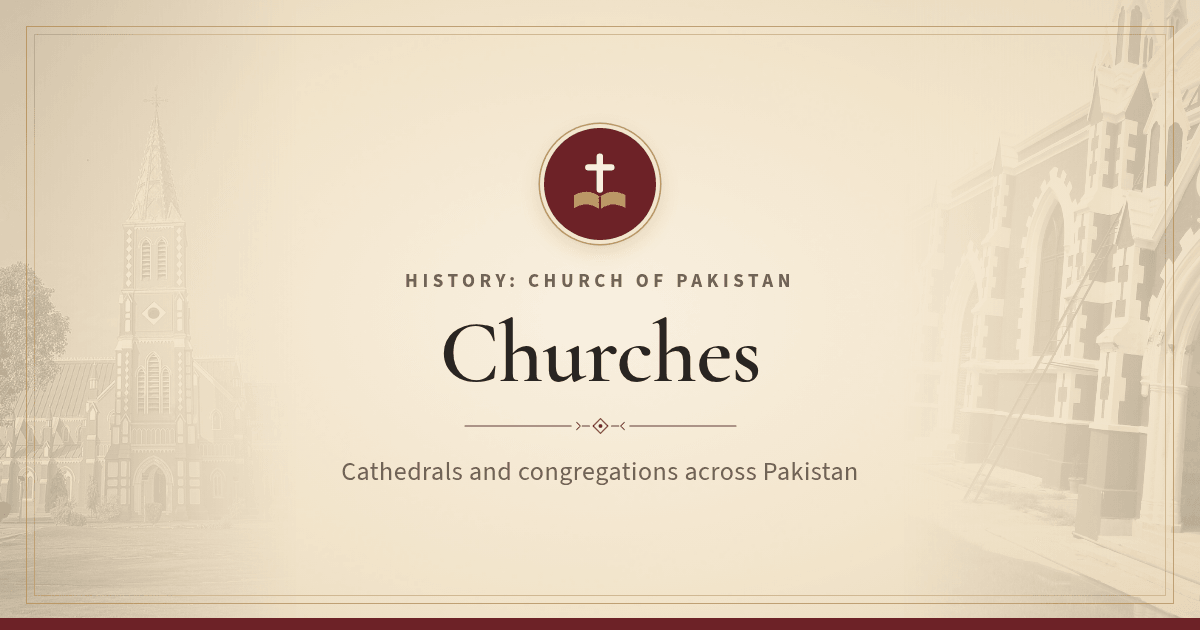 HISTORY: CHURCH OF PAKISTAN
Churches
Cathedrals and congregations across Pakistan